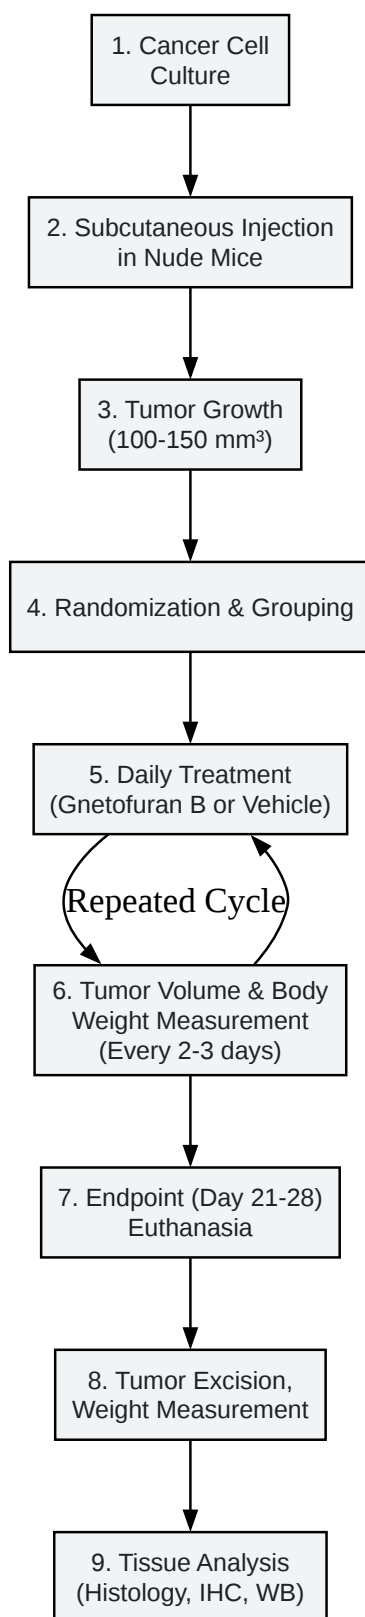 1. Cancer Cell
Culture
2. Subcutaneous Injection
in Nude Mice
3. Tumor Growth
(100-150 mm³)
4. Randomization & Grouping
5. Daily Treatment
(Gnetofuran B or Vehicle)
Repeated Cycle
6. Tumor Volume & Body
Weight Measurement
(Every 2-3 days)
7. Endpoint (Day 21-28)
Euthanasia
8. Tumor Excision,
Weight Measurement
9. Tissue Analysis
(Histology, IHC, WB)